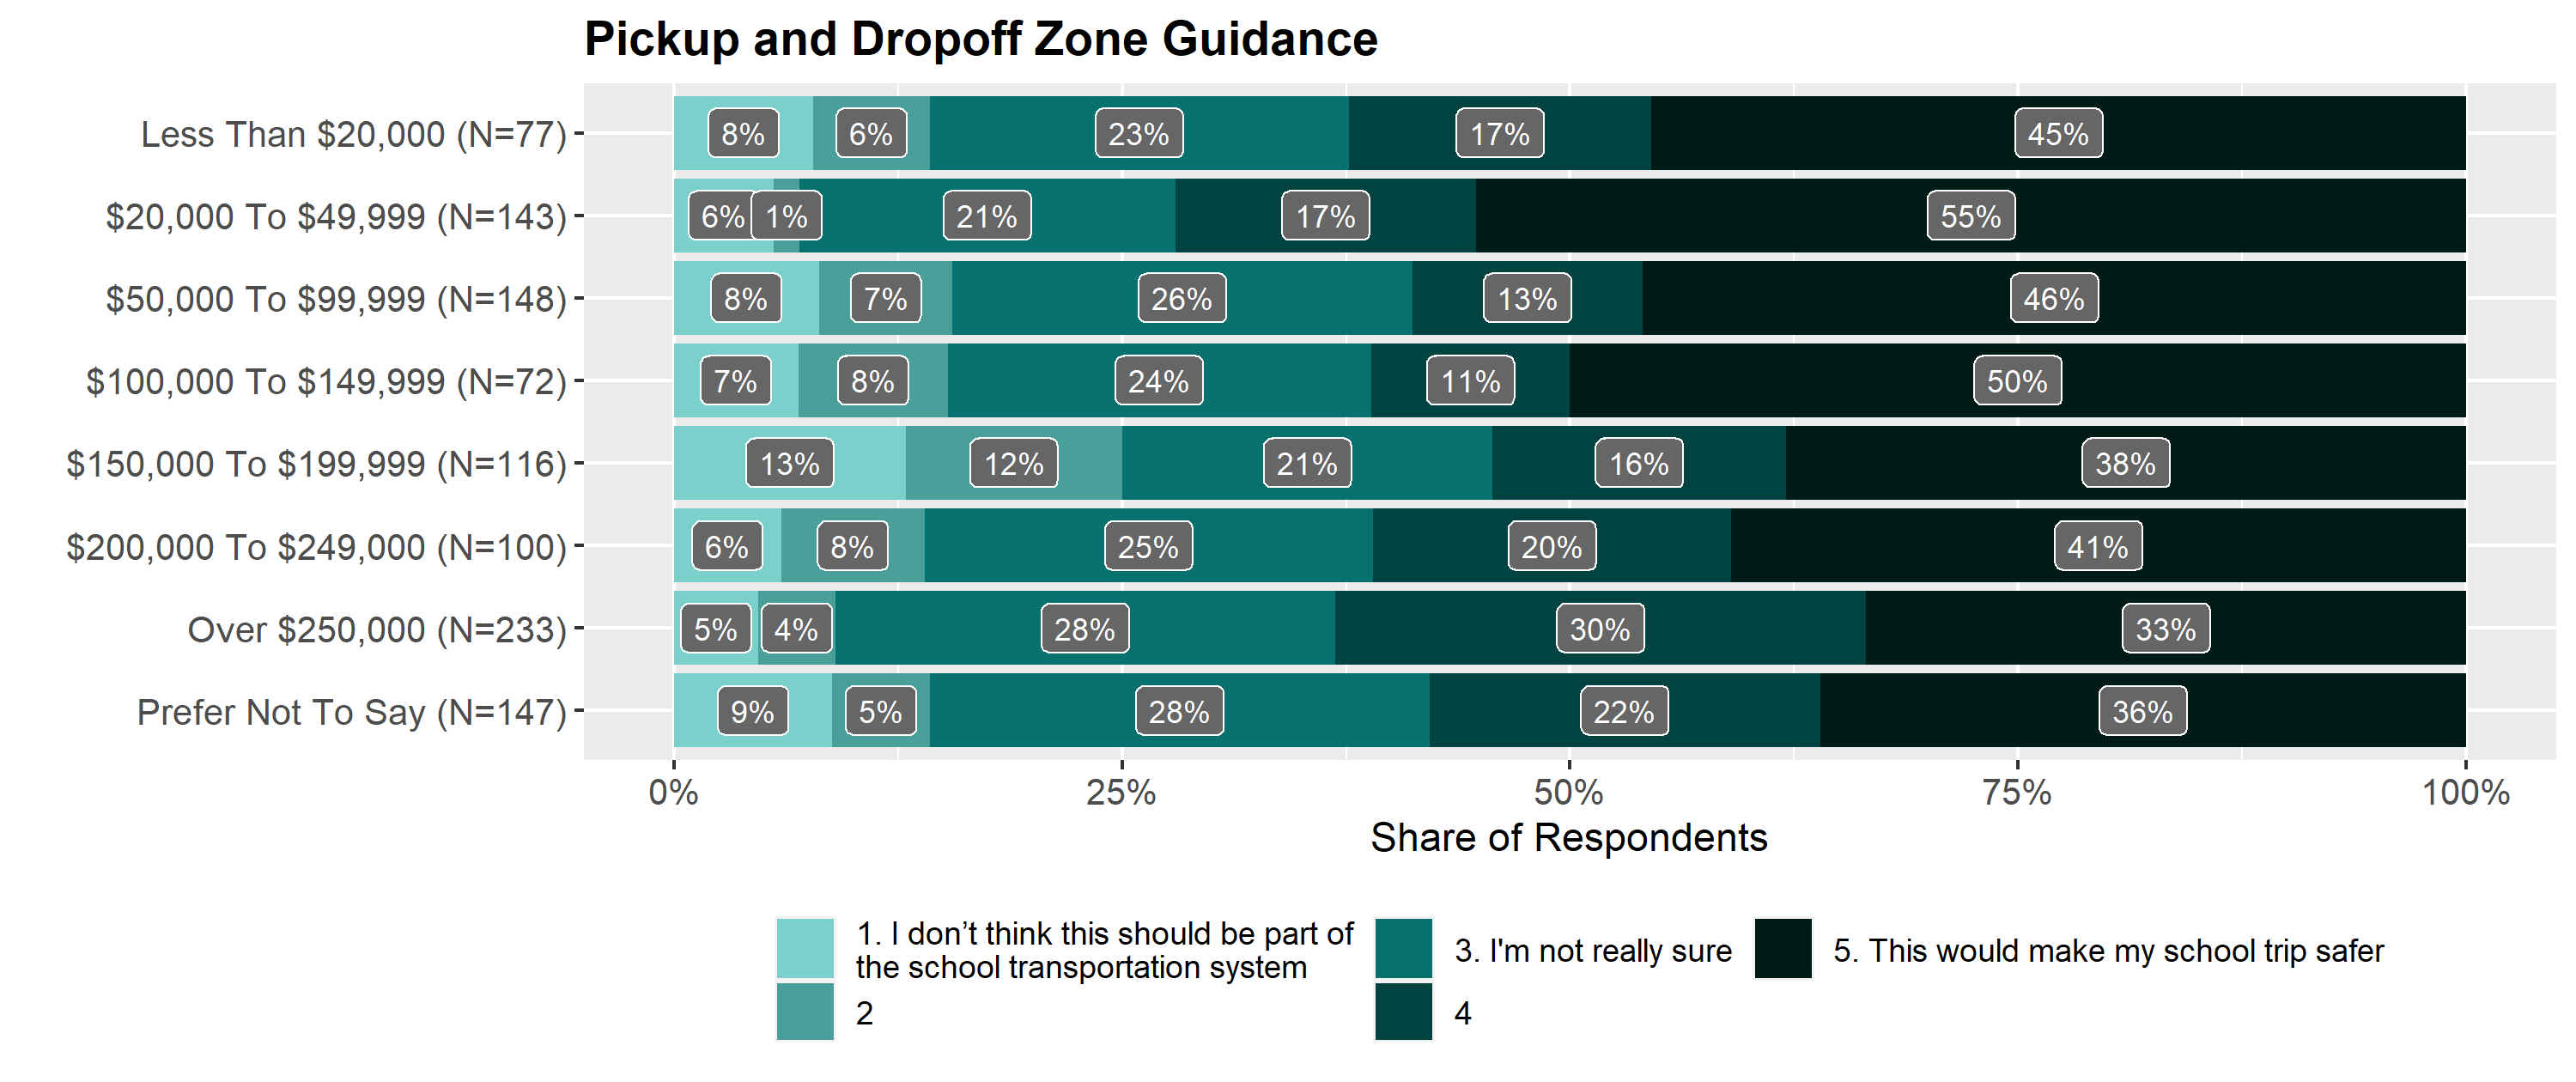 Pickup and Dropoff Zone Guidance
Less Than $20,000 (N=77) 8% 6% 23% 17% 45%
$20,000 To $49,999 (N=143) 6% 1% 21% 17% 55%
$50,000 To $99,999 (N=148) 8% 7% 26% 13% 46%
$100,000 To $149,999 (N=72) 7% 8% 24% 11% 50%
$150,000 To $199,999 (N=116) 13% 12% 21% 16% 38%
$200,000 To $249,000 (N=100) 6% 8% 25% 20% 41%
Over $250,000 (N=233) 5% 4% 28% 30% 33%
Prefer Not To Say (N=147) 9% 5% 28% 22% 36%
0% 25% 50% 75% 100%
Share of Respondents
1. I don’t think this should be part of
the school transportation system
2
3. I'm not really sure
4
5. This would make my school trip safer